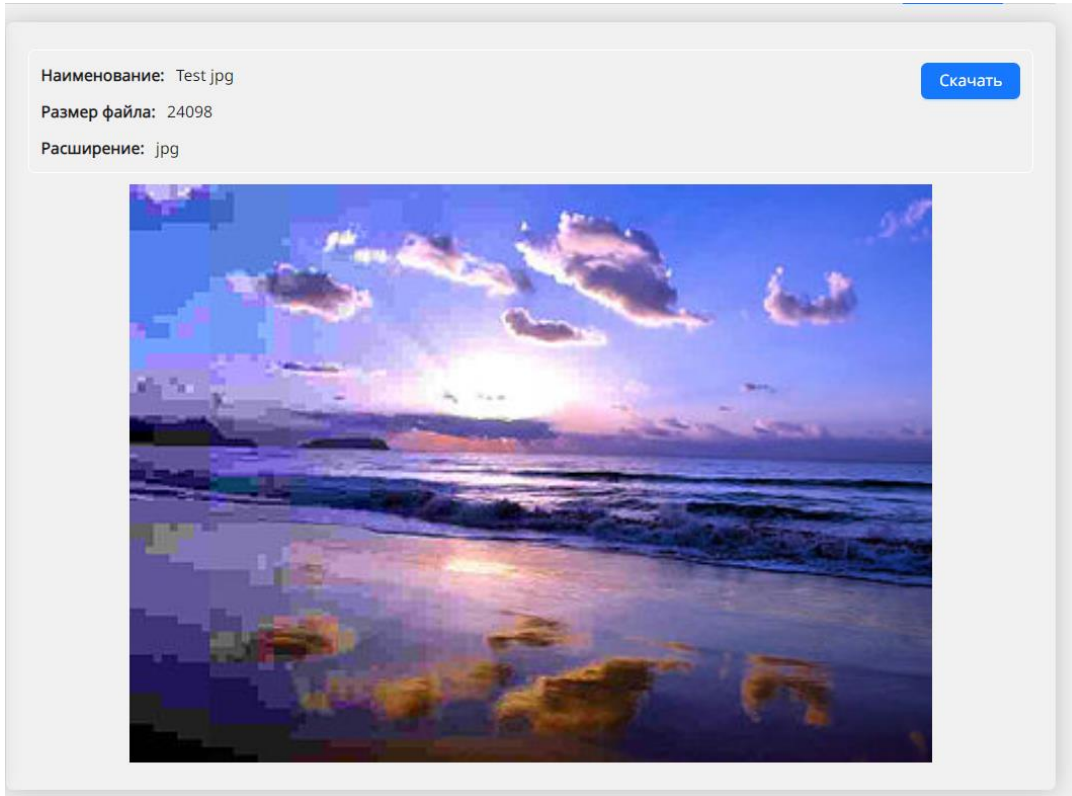 Наименование: Test jpg
Скачать
Размер файла: 24098
Расширение: jpg